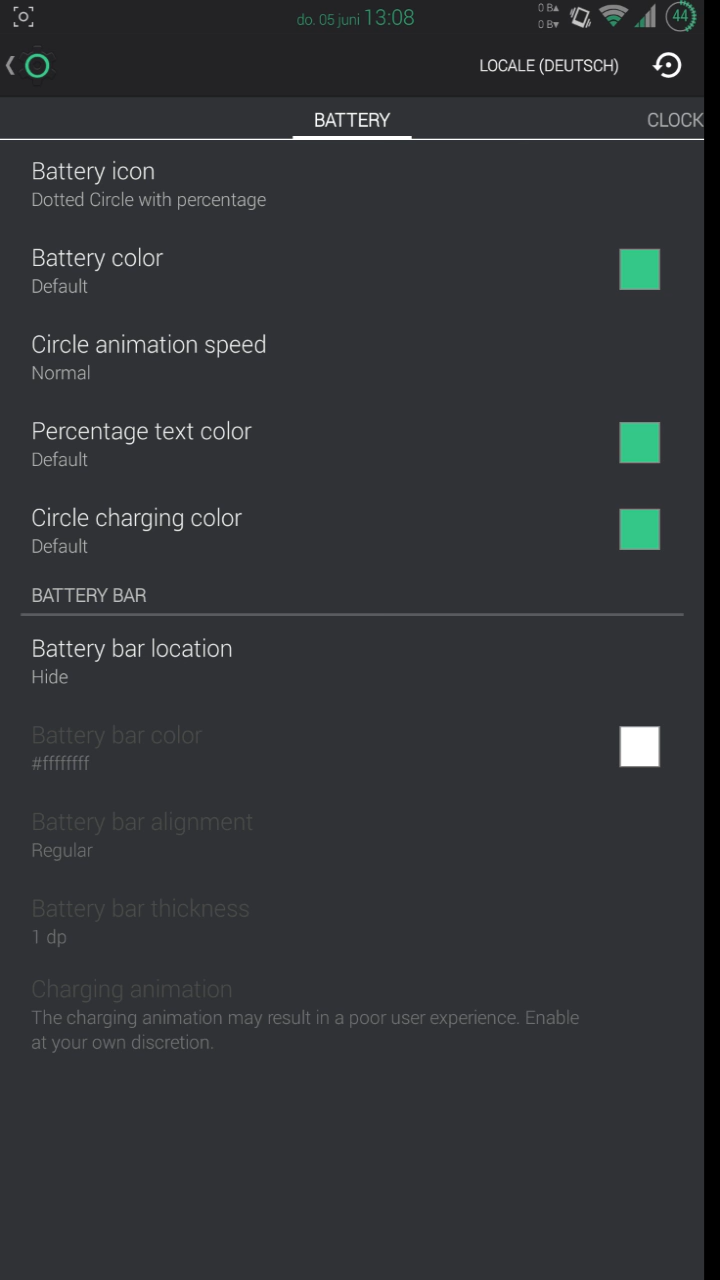 do. 05 juni 13:08
0 B▲
0 B▼
44
LOCALE (DEUTSCH)
BATTERY
CLOCK
Battery icon
Dotted Circle with percentage
Battery color
Default
Circle animation speed
Normal
Percentage text color
Default
Circle charging color
Default
BATTERY BAR
Battery bar location
Hide
Battery bar color
#ffffffff
Battery bar alignment
Regular
Battery bar thickness
1 dp
Charging animation
The charging animation may result in a poor user experience. Enable
at your own discretion.